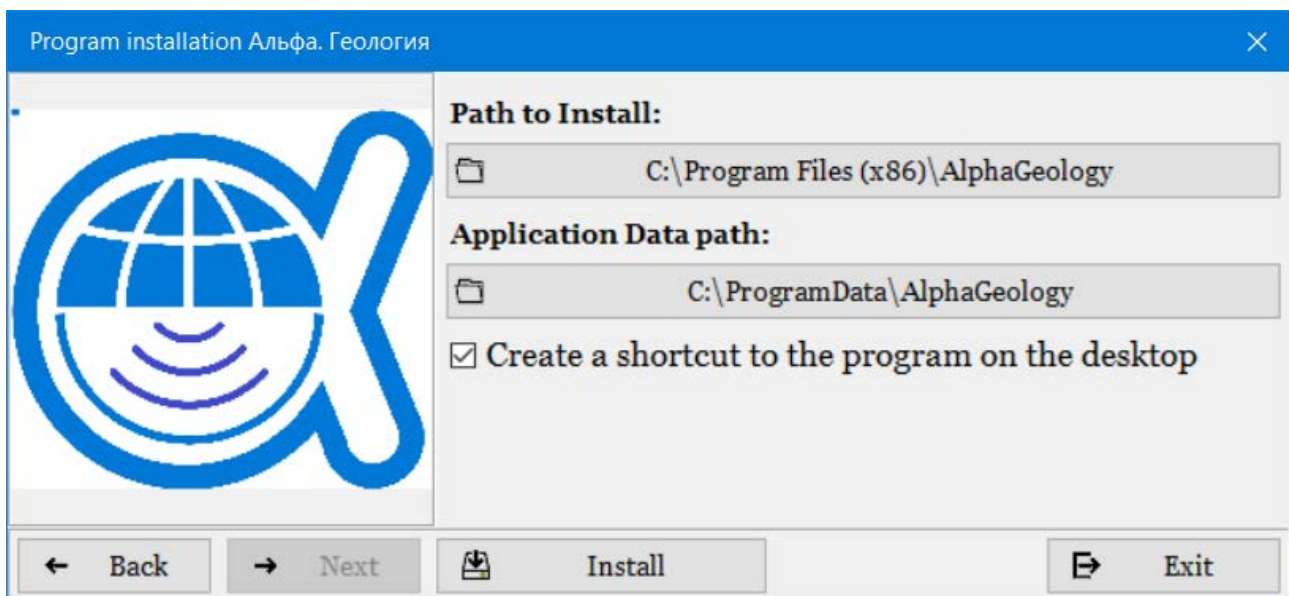 Program installation Альфа. Геология
Path to Install:
C:\Program Files (x86)\AlphaGeology
Application Data path:
C:\ProgramData\AlphaGeology
Create a shortcut to the program on the desktop
Back Next Install Exit